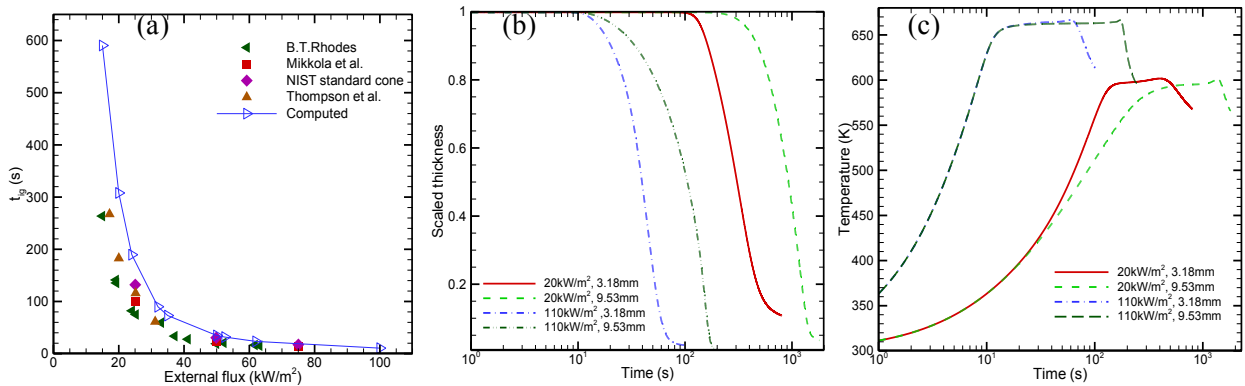 (a)
B.T.Rhodes
Mikkola et al.
NIST standard cone
Thompson et al.
Computed
600
500
400
300
200
100
0
0 20 40 60 80 100
External flux (kW/m²)
t_ig (s)
(b)
1
0.8
0.6
0.4
0.2
20kW/m², 3.18mm
20kW/m², 9.53mm
110kW/m², 3.18mm
110kW/m², 9.53mm
10⁰ 10¹ 10² 10³
Time (s)
Scaled thickness
(c)
650
600
550
500
450
400
350
300
20kW/m², 3.18mm
20kW/m², 9.53mm
110kW/m², 3.18mm
110kW/m², 9.53mm
10⁰ 10¹ 10² 10³
Time (s)
Temperature (K)